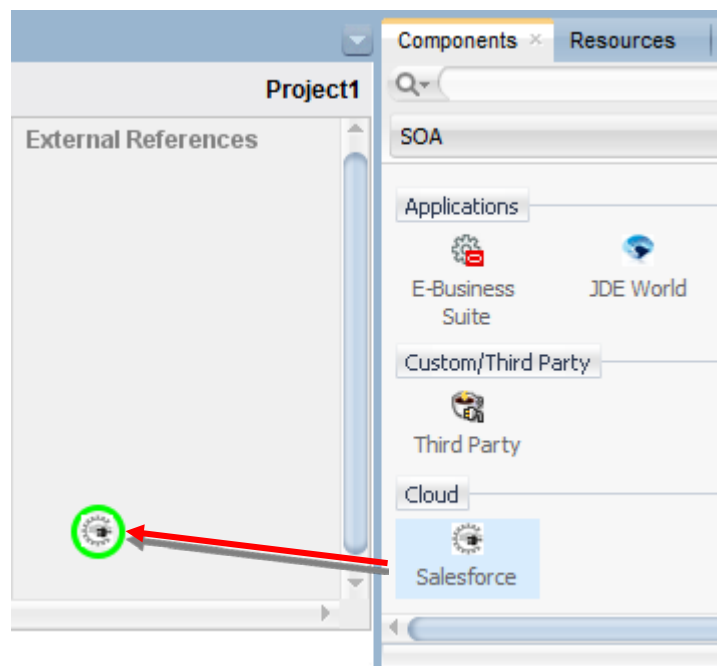 Components
Resources
Project1
External References
SOA
Applications
E-Business
Suite
JDE World
Custom/Third Party
Third Party
Cloud
Salesforce